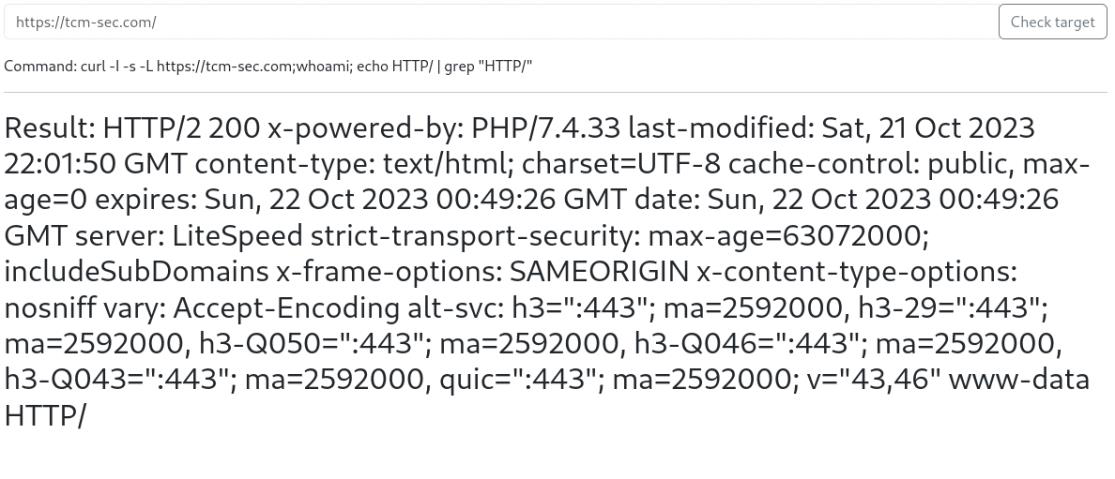 https://tcm-sec.com/
Check target
Command: curl -I -s -L https://tcm-sec.com;whoami; echo HTTP/ | grep "HTTP/"
Result: HTTP/2 200 x-powered-by: PHP/7.4.33 last-modified: Sat, 21 Oct 2023
22:01:50 GMT content-type: text/html; charset=UTF-8 cache-control: public, max-
age=0 expires: Sun, 22 Oct 2023 00:49:26 GMT date: Sun, 22 Oct 2023 00:49:26
GMT server: LiteSpeed strict-transport-security: max-age=63072000;
includeSubDomains x-frame-options: SAMEORIGIN x-content-type-options:
nosniff vary: Accept-Encoding alt-svc: h3=":443"; ma=2592000, h3-29=":443";
ma=2592000, h3-Q050=":443"; ma=2592000, h3-Q046=":443"; ma=2592000,
h3-Q043=":443"; ma=2592000, quic=":443"; ma=2592000; v="43,46" www-data
HTTP/